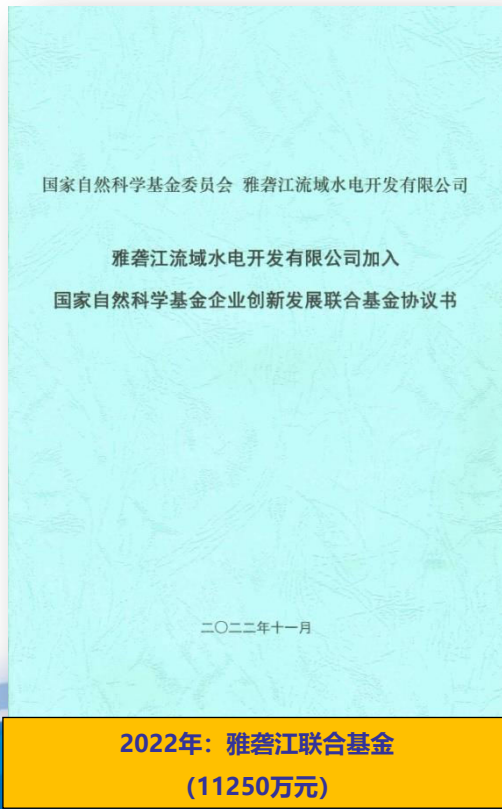 国家自然科学基金委员会 雅砻江流域水电开发有限公司
雅砻江流域水电开发有限公司加入
国家自然科学基金企业创新发展联合基金协议书
二〇二二年十一月
2022年：雅砻江联合基金
(11250万元)